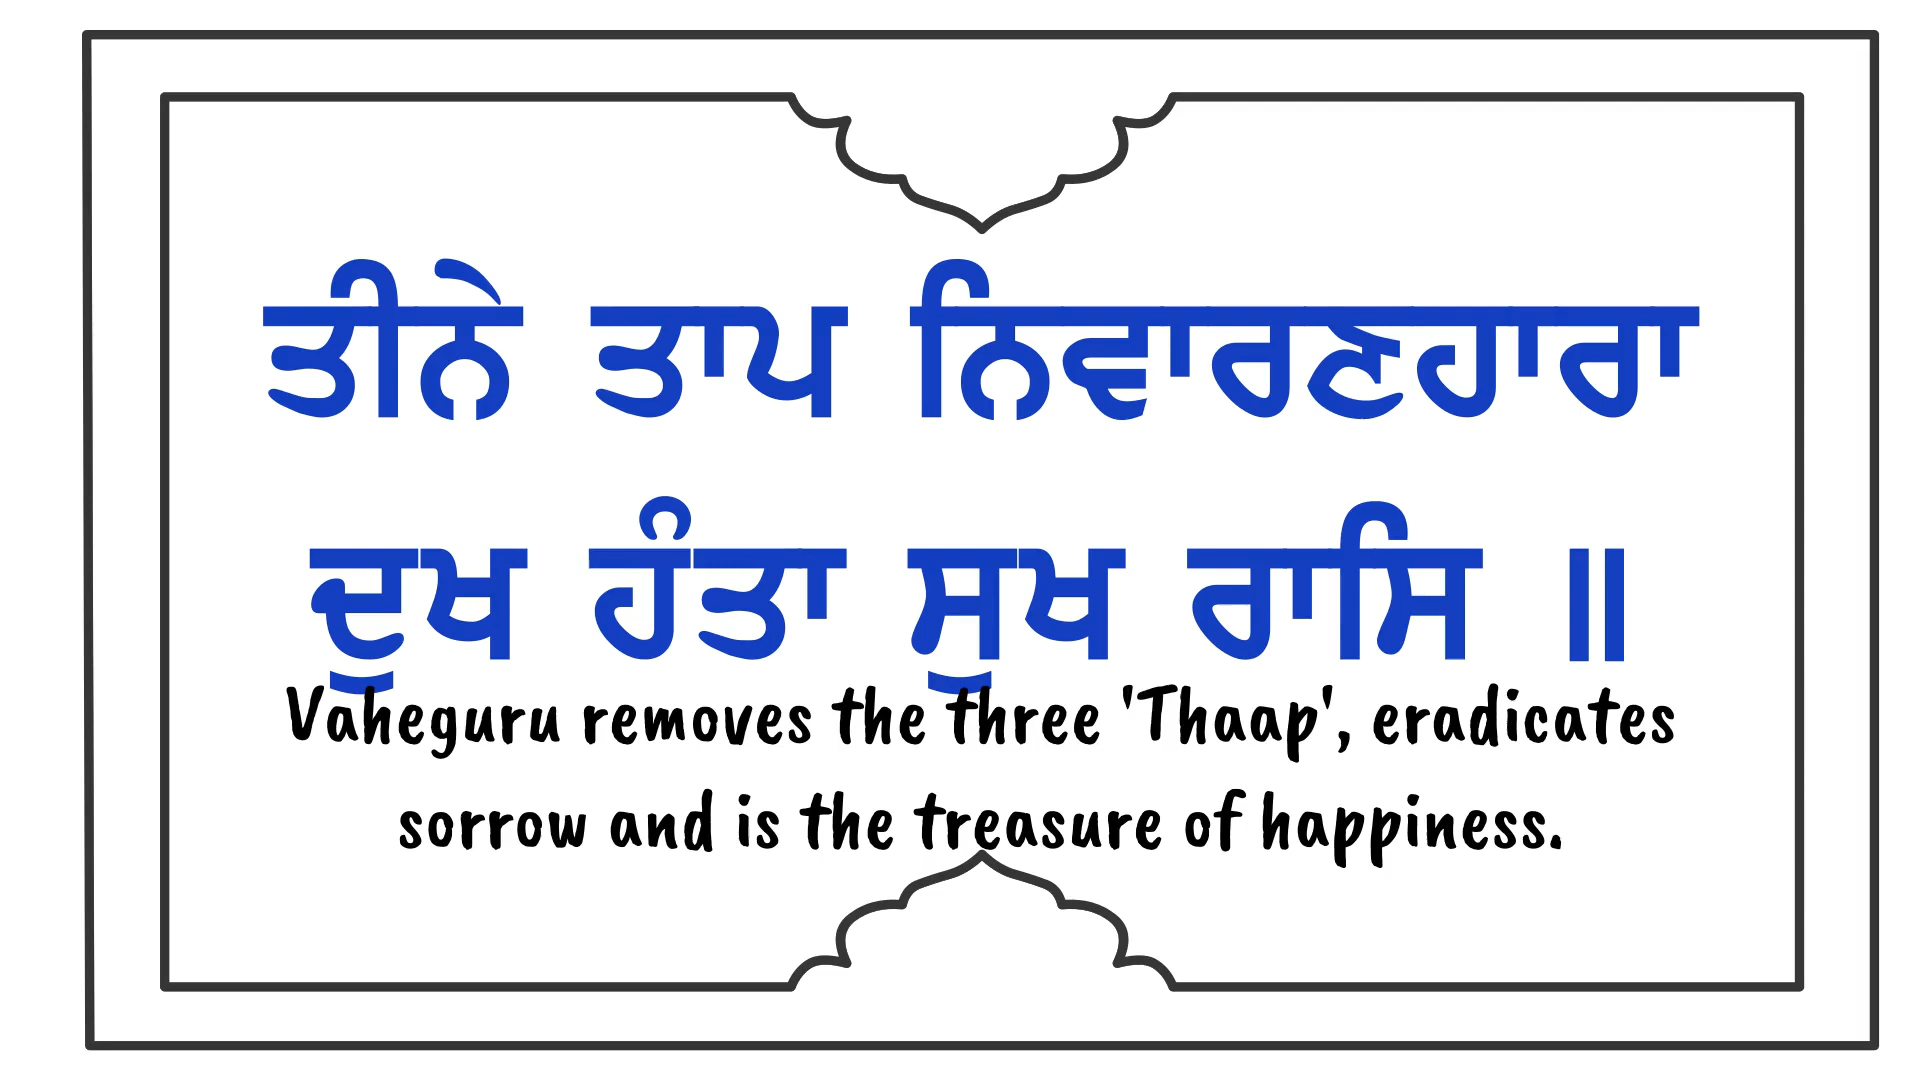 ਤੀਨੇ ਤਾਪ ਨਿਵਾਰਣਹਾਰਾ
ਦੁਖ ਹੰਤਾ ਸੁਖ ਰਾਸਿ ॥
Vaheguru removes the three 'Thaap', eradicates
sorrow and is the treasure of happiness.